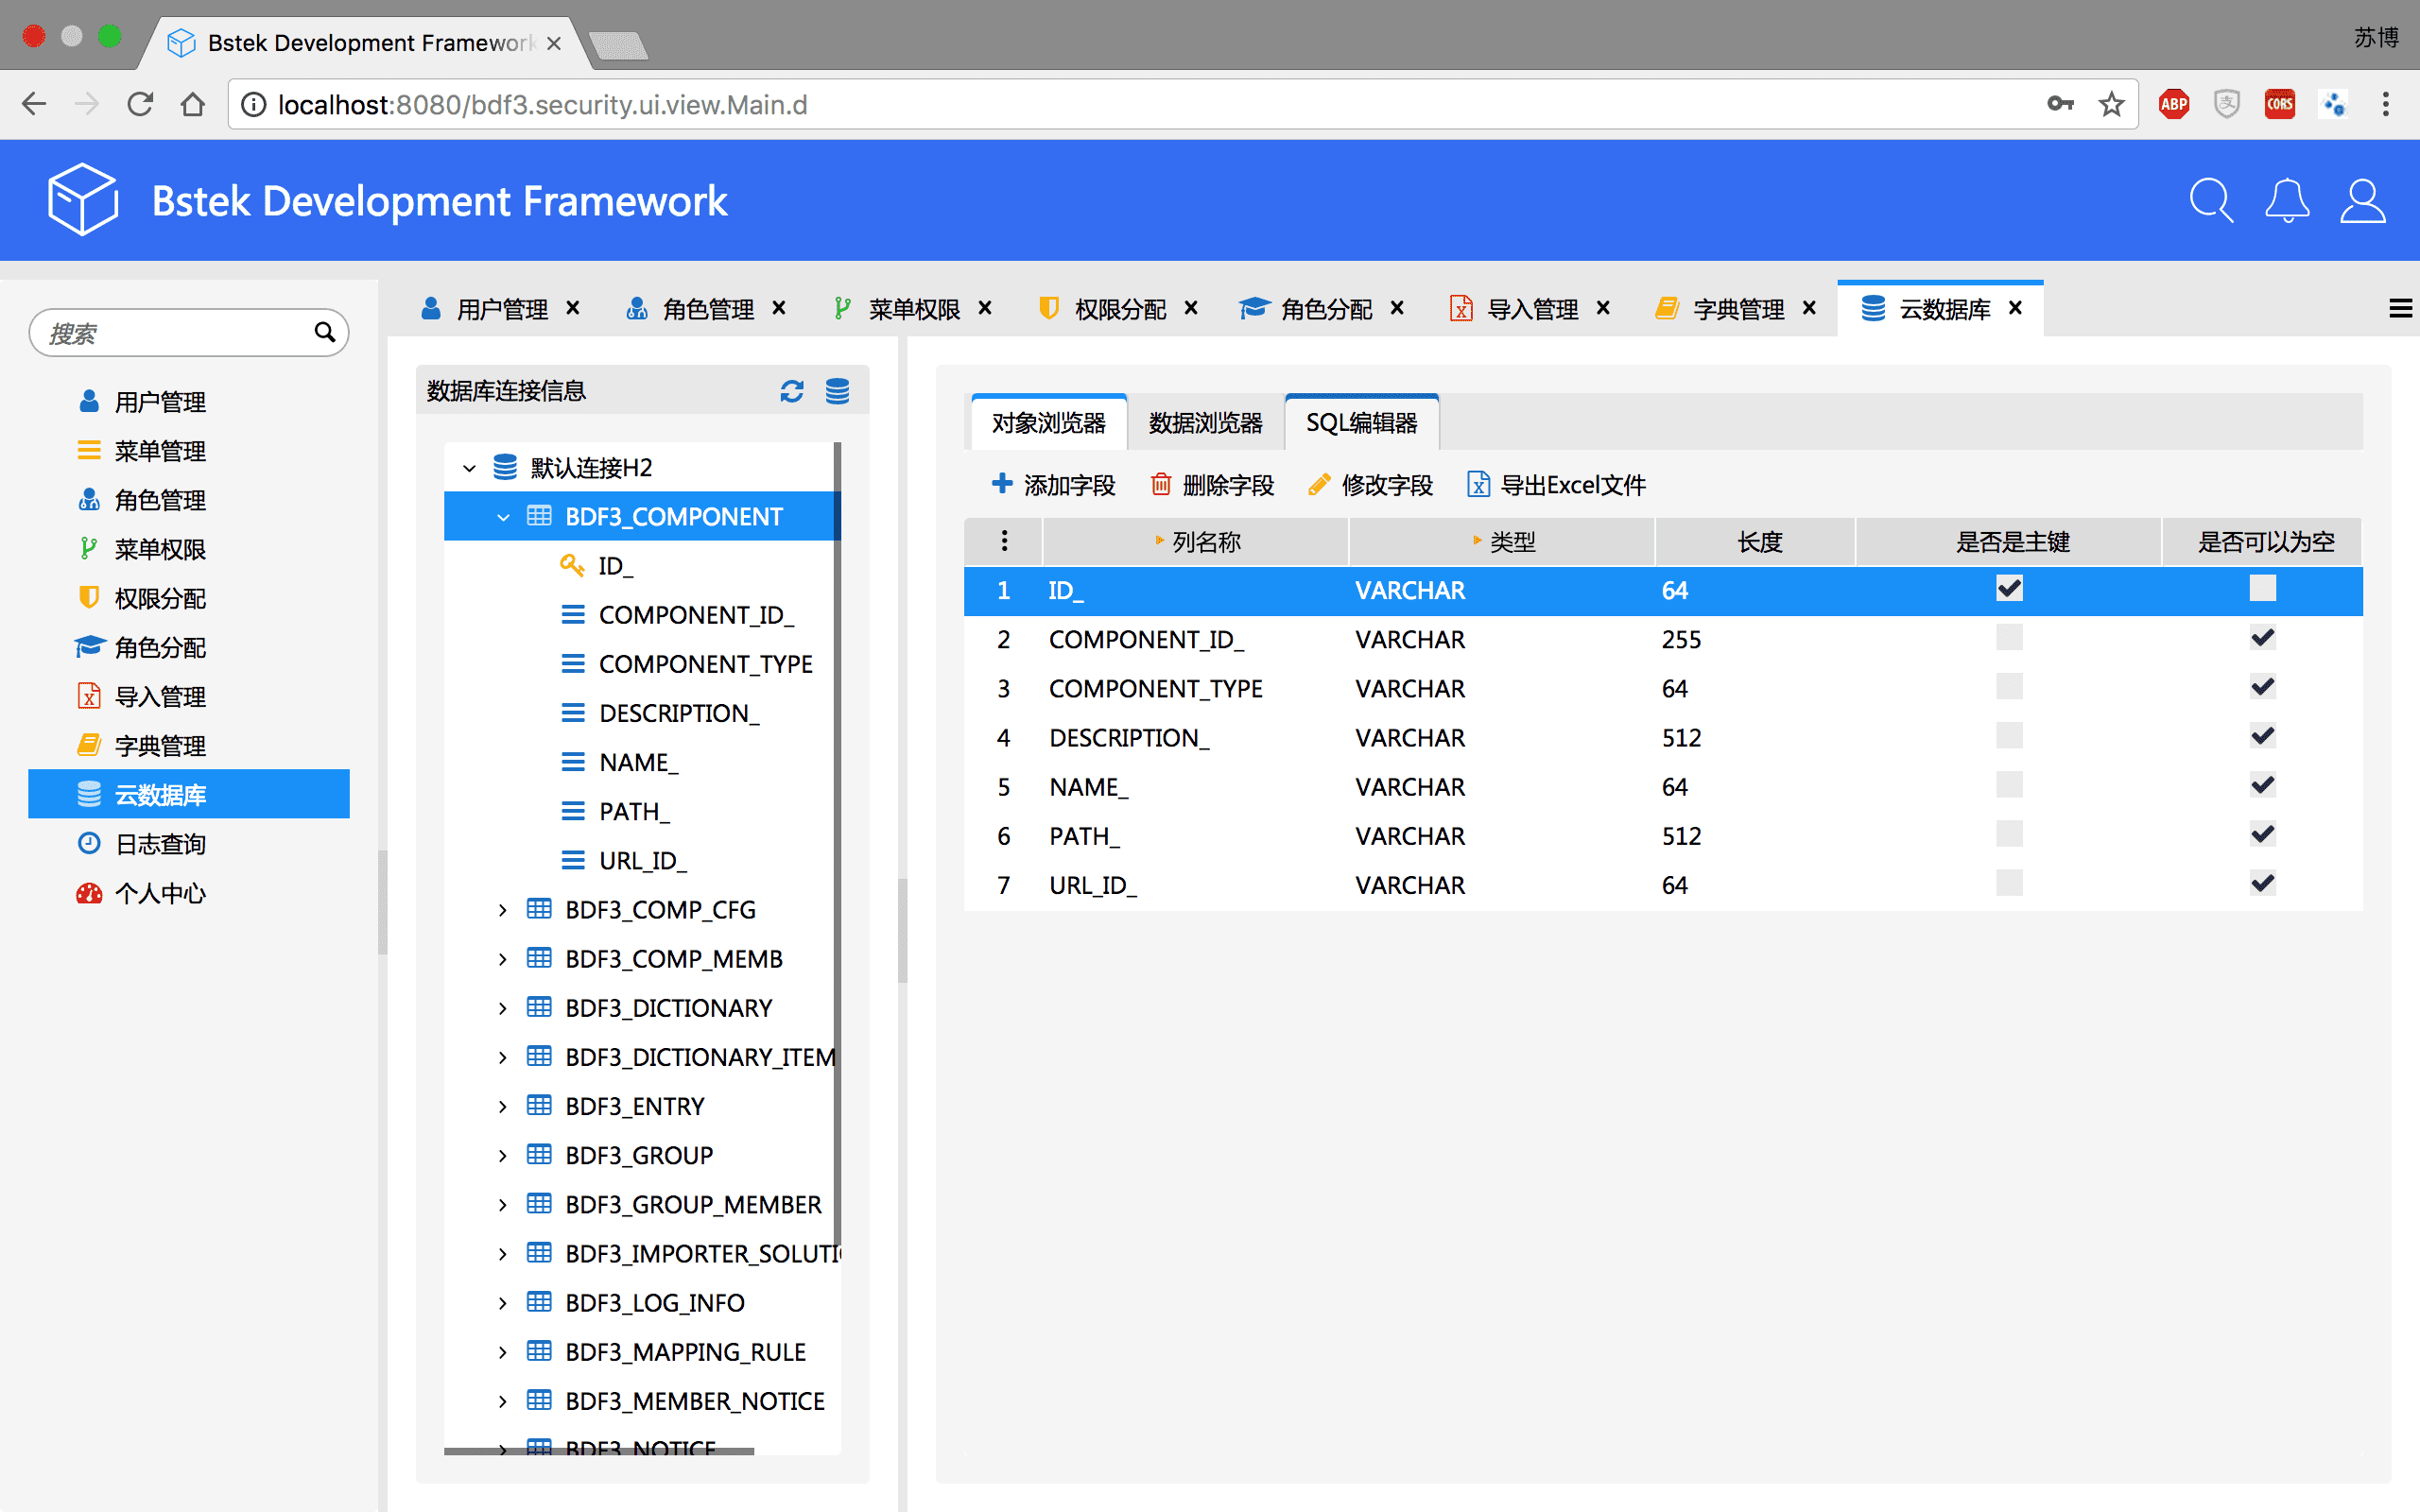 Bstek Development Framework
苏博
localhost:8080/bdf3.security.ui.view.Main.d
ABP
支
CORS
Bstek Development Framework
搜索
用户管理
菜单管理
角色管理
菜单权限
权限分配
角色分配
导入管理
字典管理
云数据库
日志查询
个人中心
用户管理 角色管理 菜单权限 权限分配 角色分配 导入管理 字典管理 云数据库
数据库连接信息
默认连接H2
BDF3_COMPONENT
ID_
COMPONENT_ID_
COMPONENT_TYPE
DESCRIPTION_
NAME_
PATH_
URL_ID_
BDF3_COMP_CFG
BDF3_COMP_MEMB
BDF3_DICTIONARY
BDF3_DICTIONARY_ITEM
BDF3_ENTRY
BDF3_GROUP
BDF3_GROUP_MEMBER
BDF3_IMPORTER_SOLUTI
BDF3_LOG_INFO
BDF3_MAPPING_RULE
BDF3_MEMBER_NOTICE
BDF3_NOTICE
对象浏览器 数据浏览器 SQL编辑器
添加字段 删除字段 修改字段 导出Excel文件
列名称 类型 长度 是否是主键 是否可以为空
1 ID_ VARCHAR 64
2 COMPONENT_ID_ VARCHAR 255
3 COMPONENT_TYPE VARCHAR 64
4 DESCRIPTION_ VARCHAR 512
5 NAME_ VARCHAR 64
6 PATH_ VARCHAR 512
7 URL_ID_ VARCHAR 64